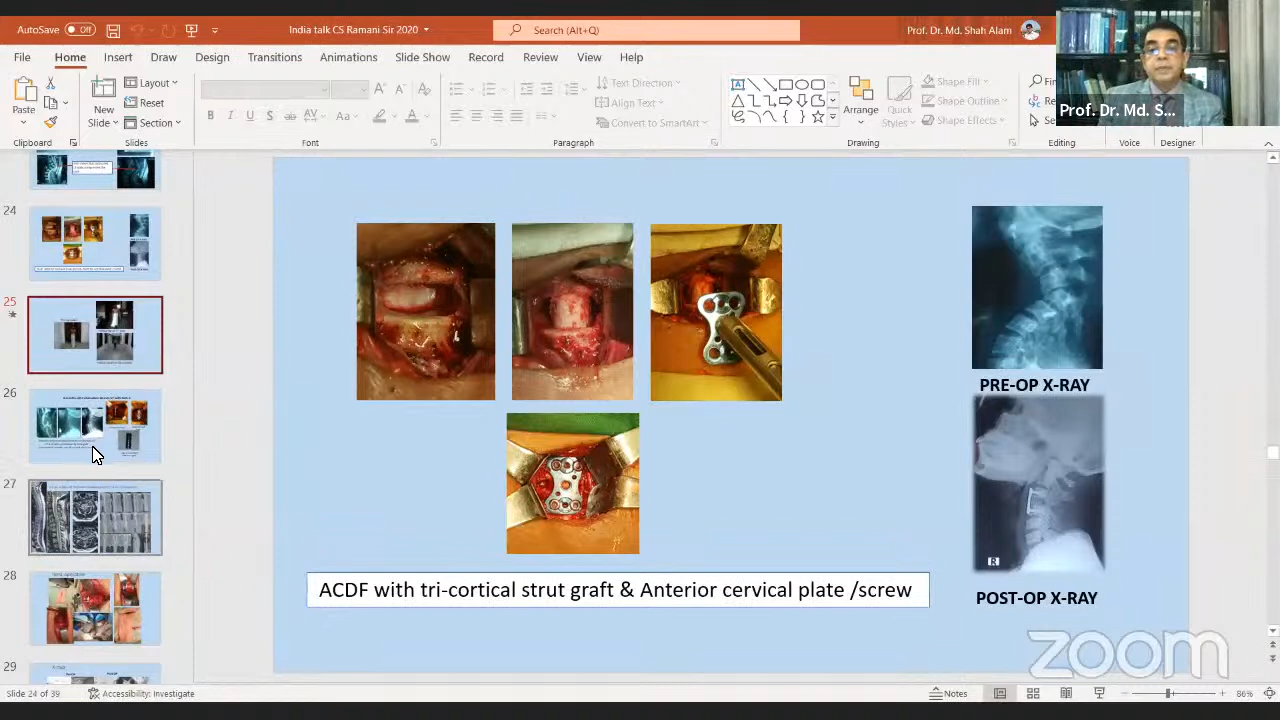 AutoSave Off
India talk CS Ramani Sir 2020
Search (Alt+Q)
Prof. Dr. Md. Shah Alam
File Home Insert Draw Design Transitions Animations Slide Show Record Review View Help
Prof. Dr. Md. S...
Paste
New
Slide
Layout
Reset
Section
Text Direction
Align Text
Convert to SmartArt
Arrange
Quick
Styles
Shape Fill
Shape Outline
Shape Effects
Clipboard
Slides
Font
Paragraph
Drawing
Editing
Voice
Designer
24
25
26
27
28
29
PRE-OP X-RAY
R
ACDF with tri-cortical strut graft & Anterior cervical plate /screw
POST-OP X-RAY
zoom
Slide 24 of 39
Accessibility: Investigate
Notes
86%